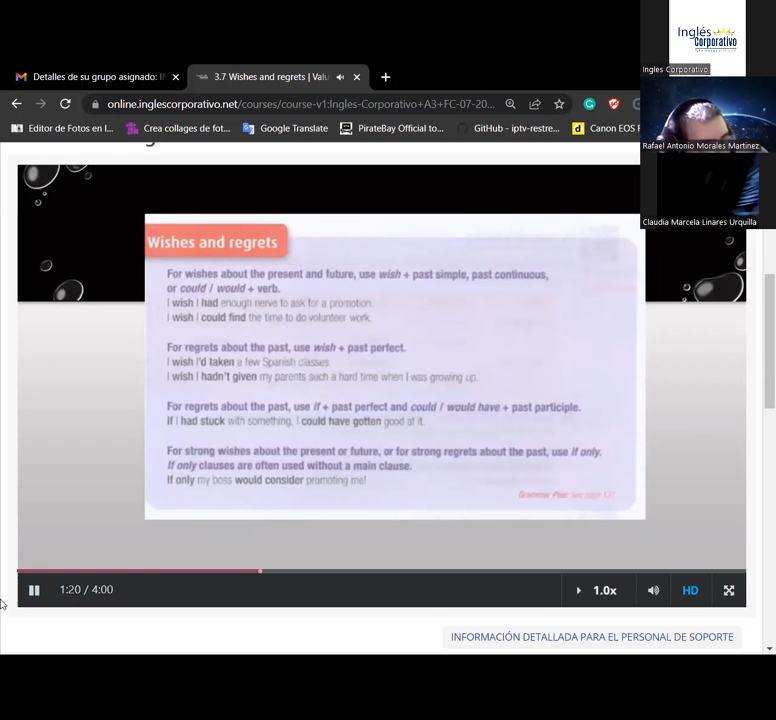 Inglés
Corporativo
Ingles Corporativo
Detalles de su grupo asignado: I
3.7 Wishes and regrets | Valu
online.inglescorporativo.net/courses/course-v1:Ingles-Corporativo+A3+FC-07-20...
Editor de Fotos en l...
Crea collages de fot...
Google Translate
PirateBay Official to...
GitHub - iptv-restre...
Canon EOS
Rafael Antonio Morales Martinez
Claudia Marcela Linares Urquilla
Wishes and regrets
For wishes about the present and future, use wish + past simple, past continuous,
or could / would + verb.
I wish I had enough nerve to ask for a promotion.
I wish I could find the time to do volunteer work.
For regrets about the past, use wish + past perfect.
I wish I'd taken a few Spanish classes.
I wish I hadn't given my parents such a hard time when I was growing up.
For regrets about the past, use if + past perfect and could / would have + past participle.
If I had stuck with something, I could have gotten good at it.
For strong wishes about the present or future, or for strong regrets about the past, use if only.
If only clauses are often used without a main clause.
If only my boss would consider promoting me!
Grammar Plus: See page
1:20 / 4:00
1.0x
HD
INFORMACIÓN DETALLADA PARA EL PERSONAL DE SOPORTE